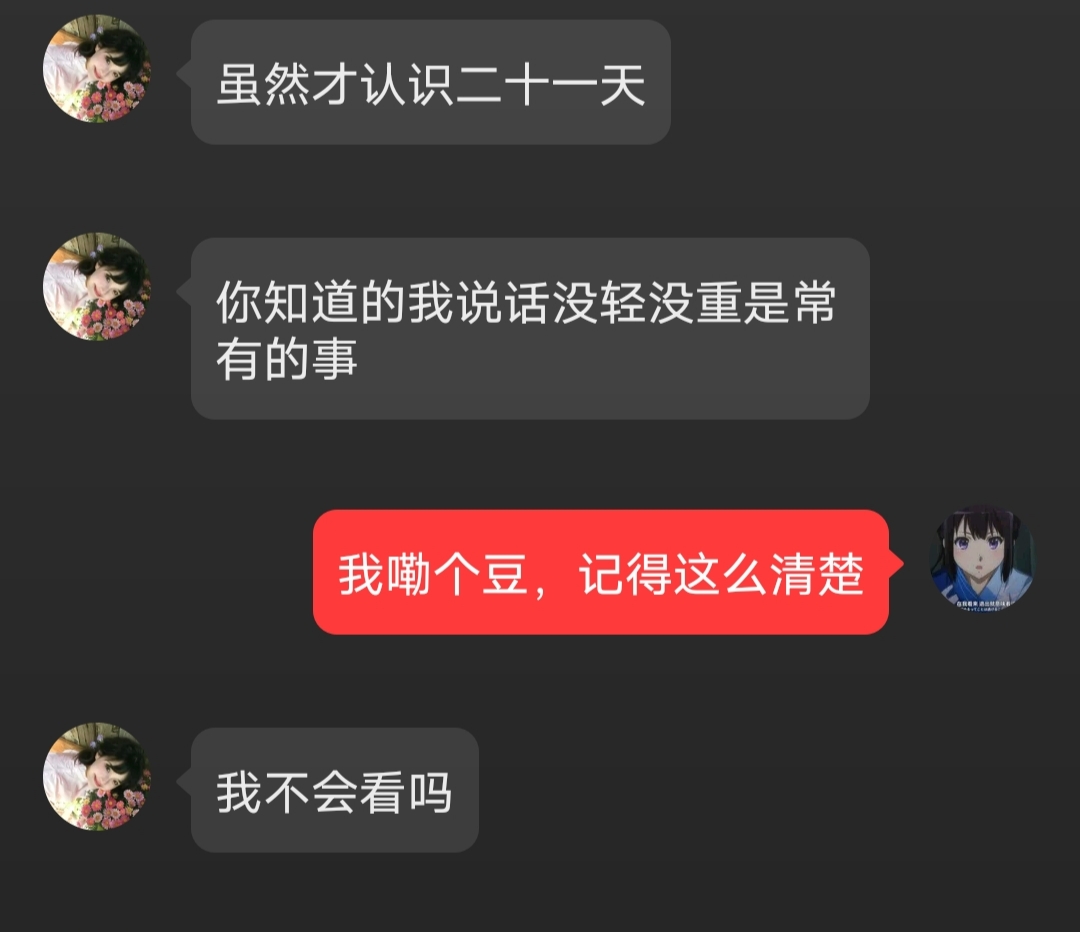 虽然才认识二十一天
你知道的我说话没轻没重是常
有的事
我嘞个豆，记得这么清楚
我不会看吗